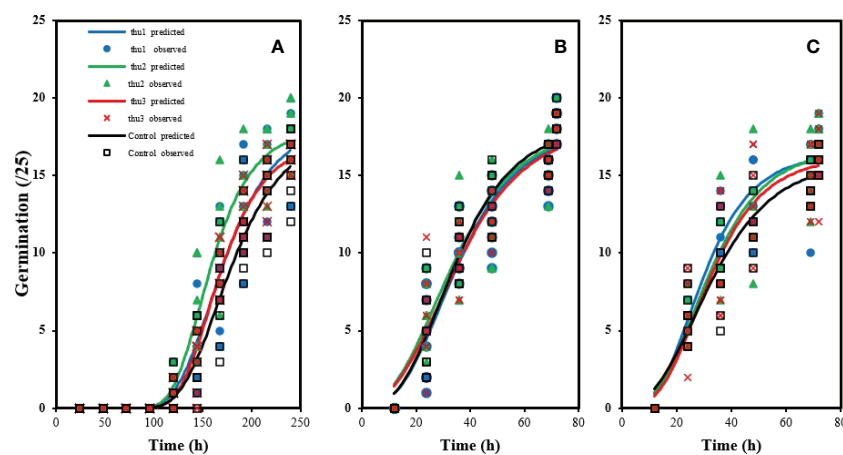 A
B
C
Germination (/25)
25
20
15
10
5
0
thu1 predicted
thu1 observed
thu2 predicted
thu2 observed
thu3 predicted
thu3 observed
Control predicted
Control observed
0 50 100 150 200 250
Time (h)
25
20
15
10
5
0
0 20 40 60 80
Time (h)
25
20
15
10
5
0
0 20 40 60 80
Time (h)